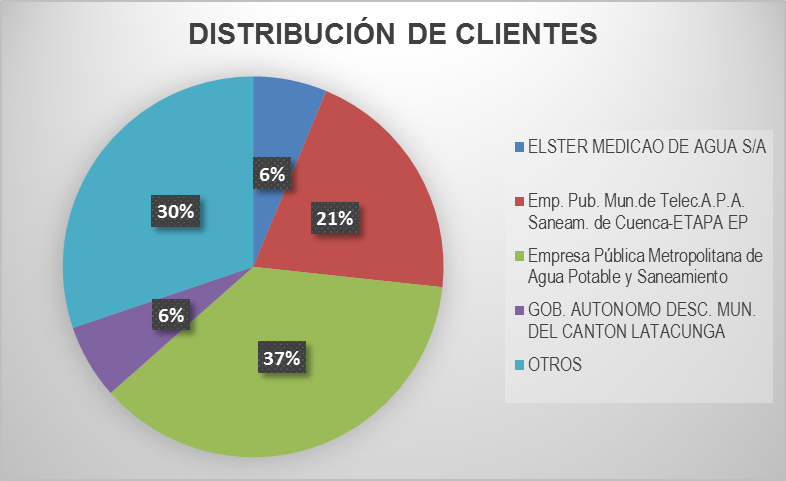 DISTRIBUCIÓN DE CLIENTES
6%
21%
37%
6%
30%
ELSTER MEDICAO DE AGUA S/A
Emp. Pub. Mun.de Telec.A.P.A.
Saneam. de Cuenca-ETAPA EP
Empresa Pública Metropolitana de
Agua Potable y Saneamiento
GOB. AUTONOMO DESC. MUN.
DEL CANTON LATACUNGA
OTROS